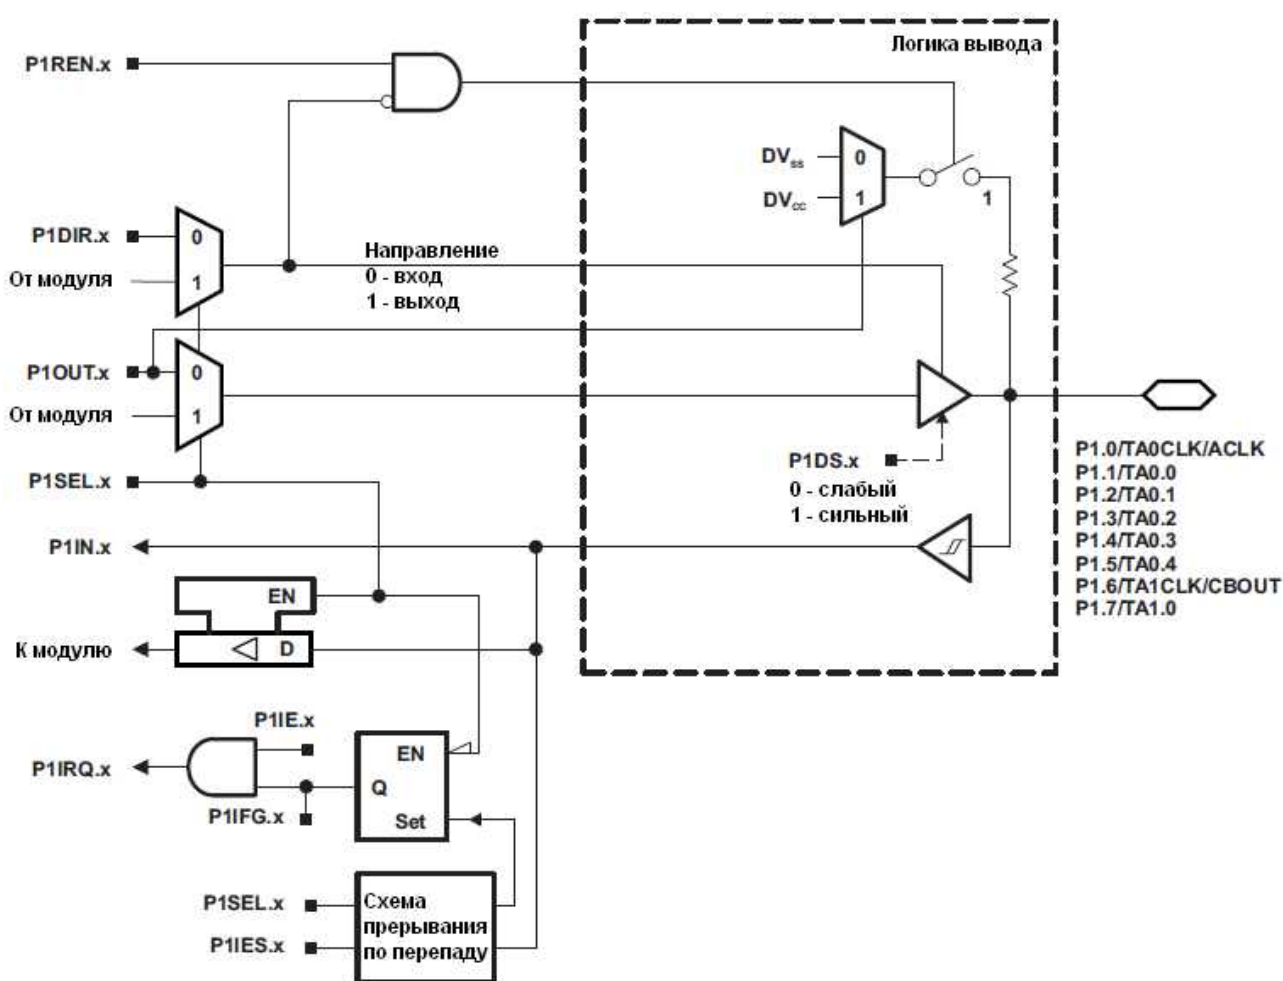 Логика вывода
P1REN.x
DVss
0
DVcc
1
1
P1DIR.x
0
От модуля
1
Направление
0 - вход
1 - выход
P1OUT.x
0
От модуля
1
P1SEL.x
P1DS.x
0 - слабый
1 - сильный
P1.0/TA0CLK/ACLK
P1.1/TA0.0
P1.2/TA0.1
P1.3/TA0.2
P1.4/TA0.3
P1.5/TA0.4
P1.6/TA1CLK/CBOUT
P1.7/TA1.0
P1IN.x
EN
К модулю
D
P1IE.x
P1IRQ.x
EN
Q
P1IFG.x
Set
P1SEL.x
P1IES.x
Схема
прерывания
по перепаду